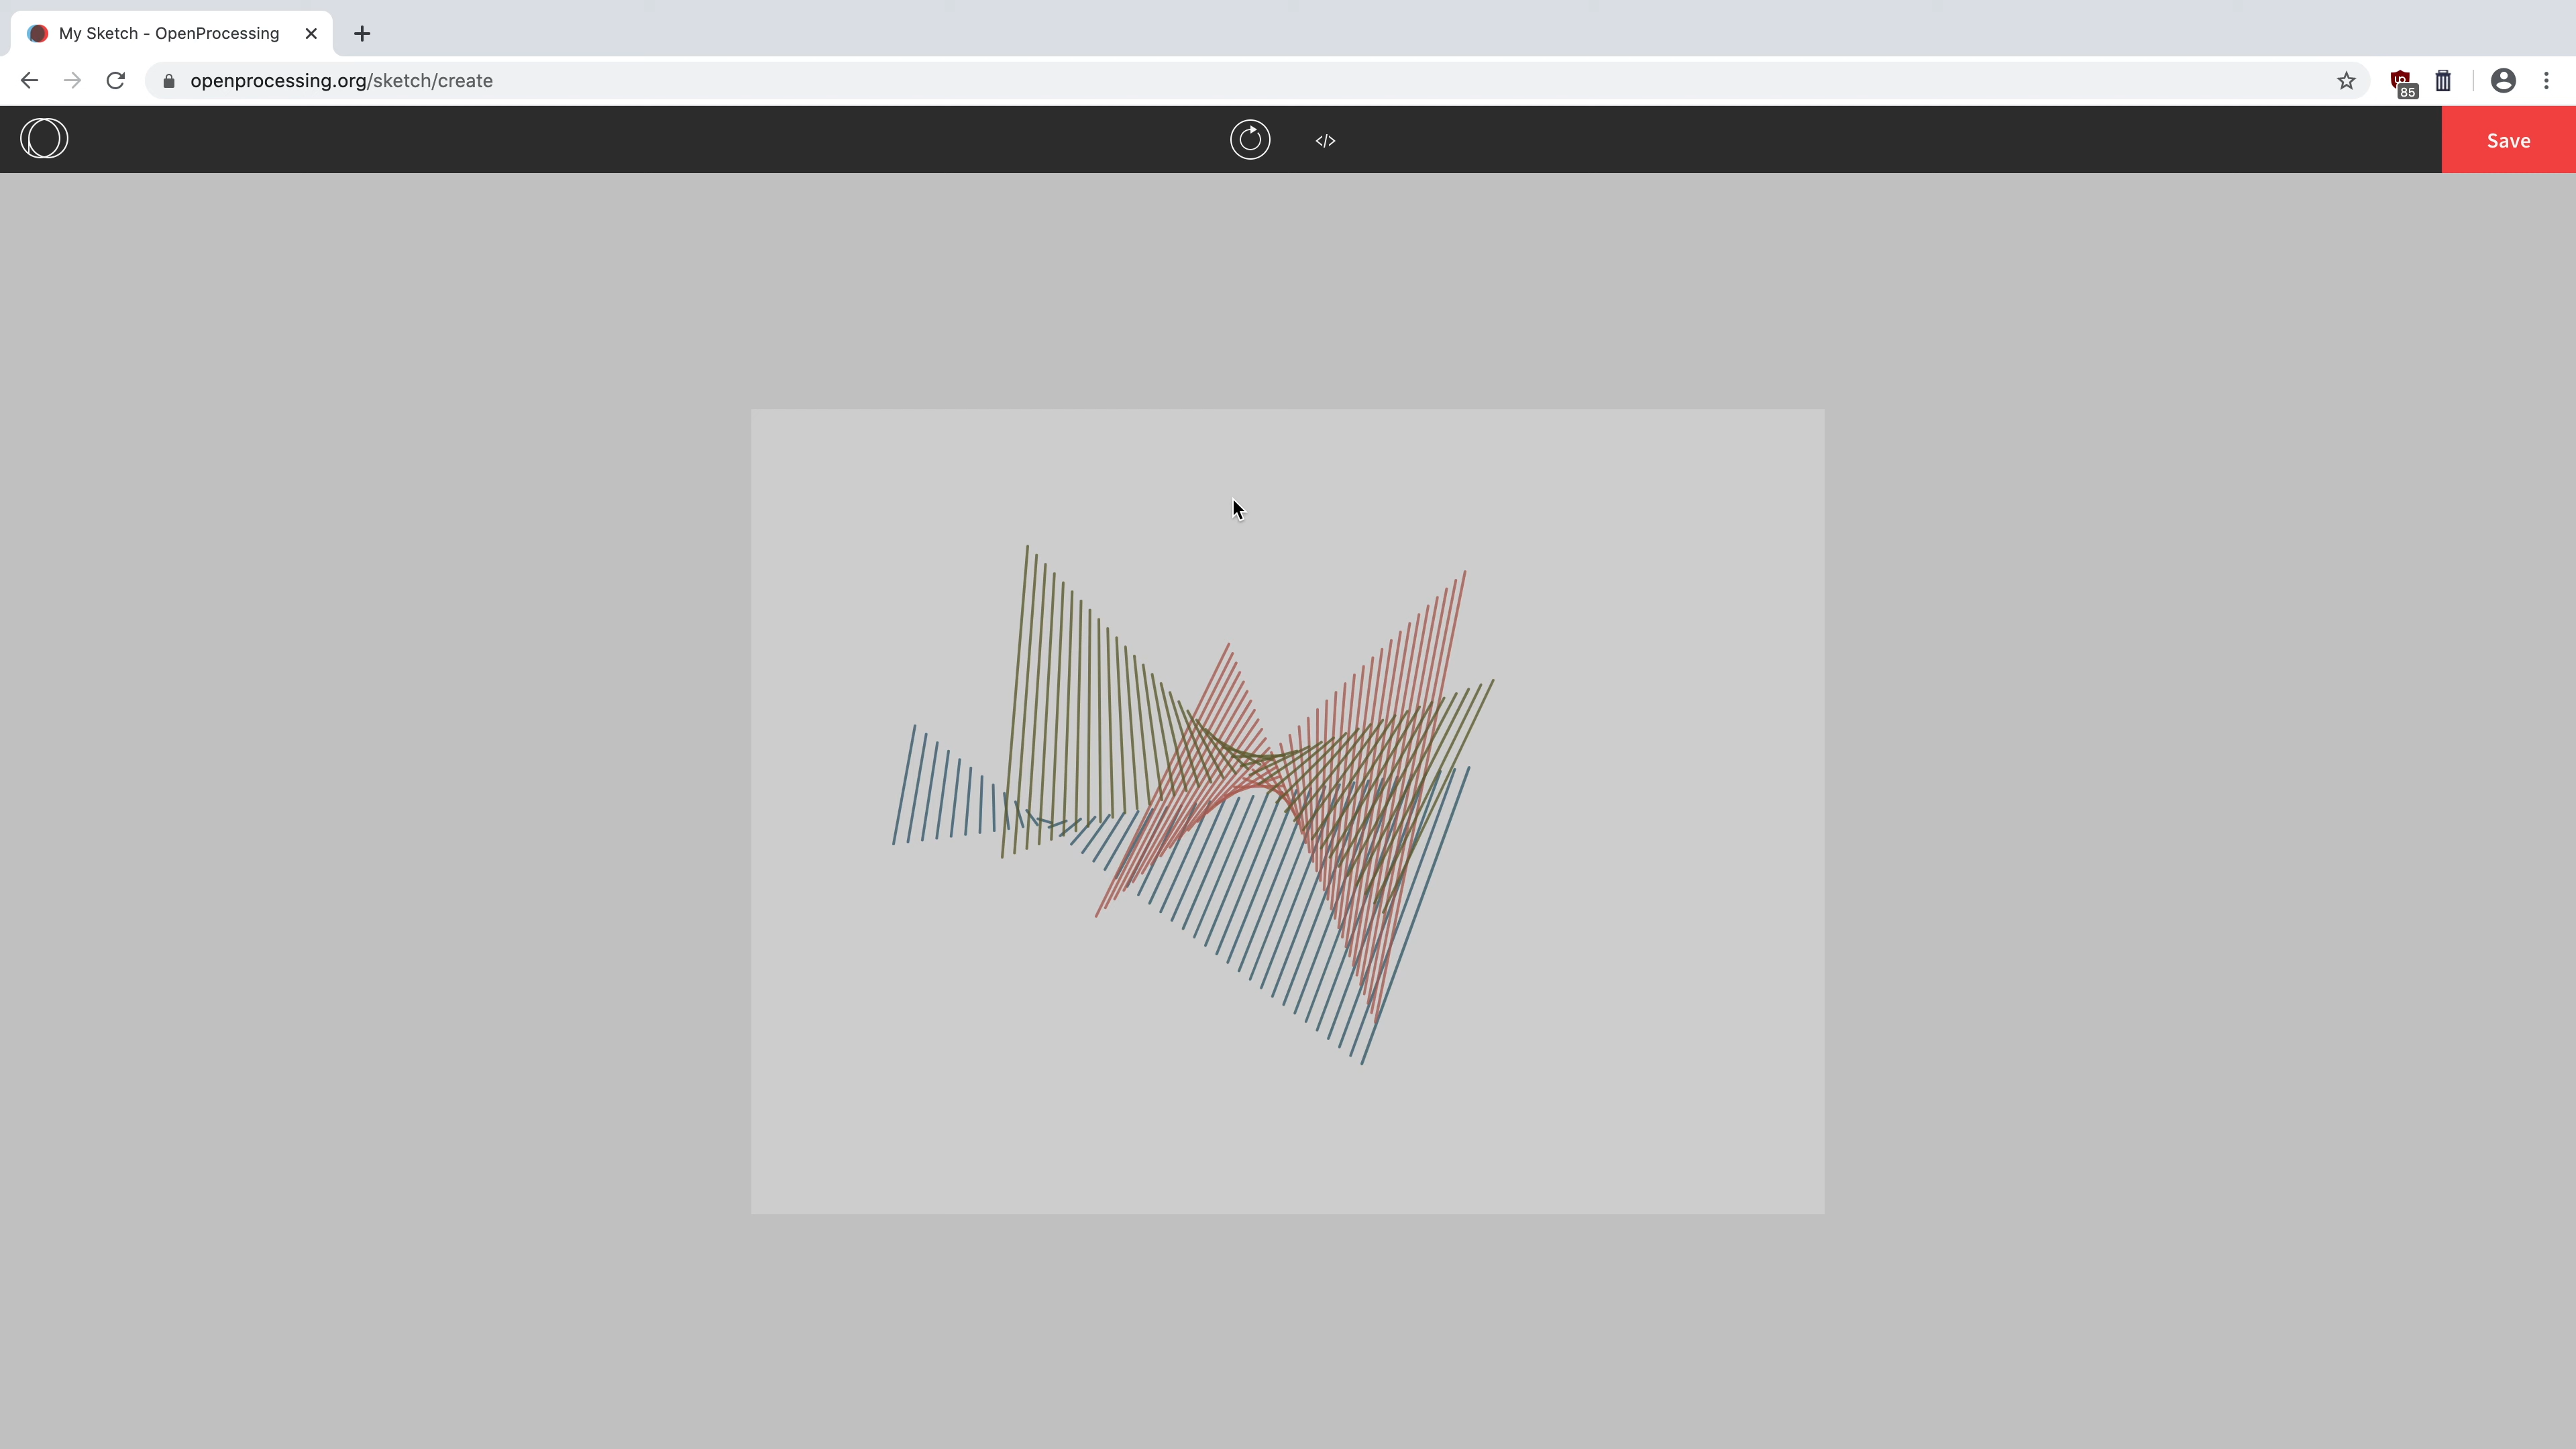 My Sketch - OpenProcessing
openprocessing.org/sketch/create
85
</>
Save